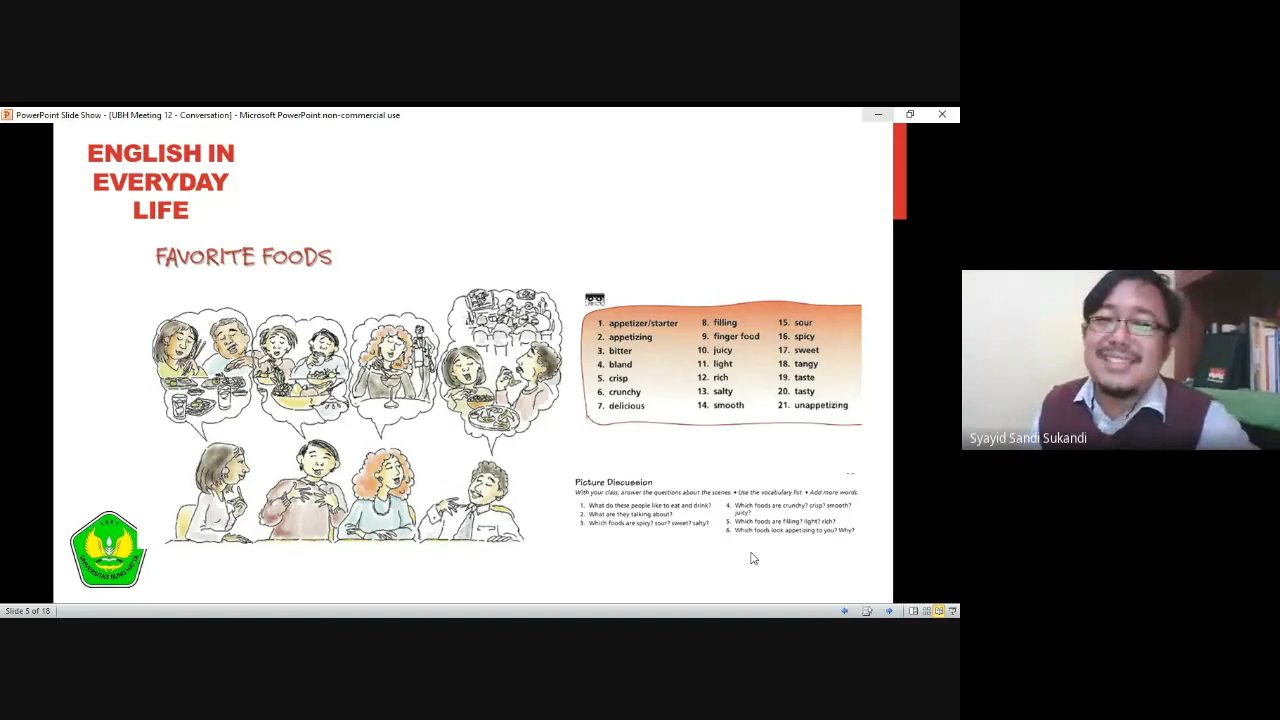 PowerPoint Slide Show - [UBH Meeting 12 - Conversation] - Microsoft PowerPoint non-commercial use
ENGLISH IN
EVERYDAY
LIFE
FAVORITE FOODS
1. appetizer/starter
2. appetizing
3. bitter
4. bland
5. crisp
6. crunchy
7. delicious
8. filling
9. finger food
10. juicy
11. light
12. rich
13. salty
14. smooth
15. sour
16. spicy
17. sweet
18. tangy
19. taste
20. tasty
21. unappetizing
Picture Discussion
With your class, answer the questions about the scenes. • Use the vocabulary list. • Add more words.
1. What do these people like to eat and drink?
2. What are they talking about?
3. Which foods are spicy? sour? sweet? salty?
4. Which foods are crunchy? crisp? smooth?
juicy?
5. Which foods are filling? light? rich?
6. Which foods look appetizing to you? Why?
1981
UNIVERSITAS BUNG HATTA
Slide 5 of 18
Syayid Sandi Sukandi